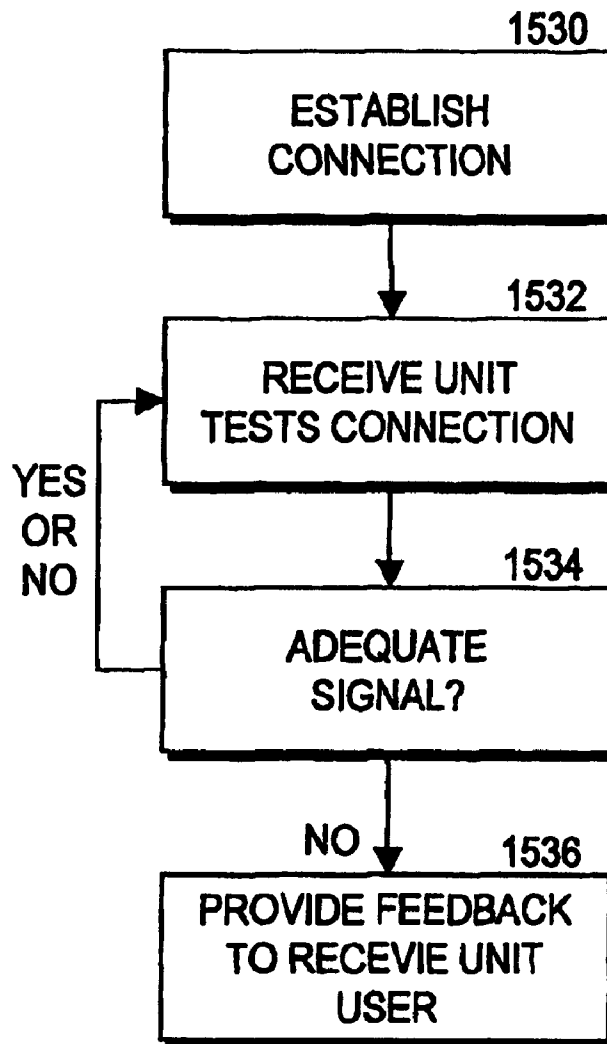 1530
ESTABLISH
CONNECTION
1532
RECEIVE UNIT
TESTS CONNECTION
YES
OR
NO
1534
ADEQUATE
SIGNAL?
NO
1536
PROVIDE FEEDBACK
TO RECEVIE UNIT
USER